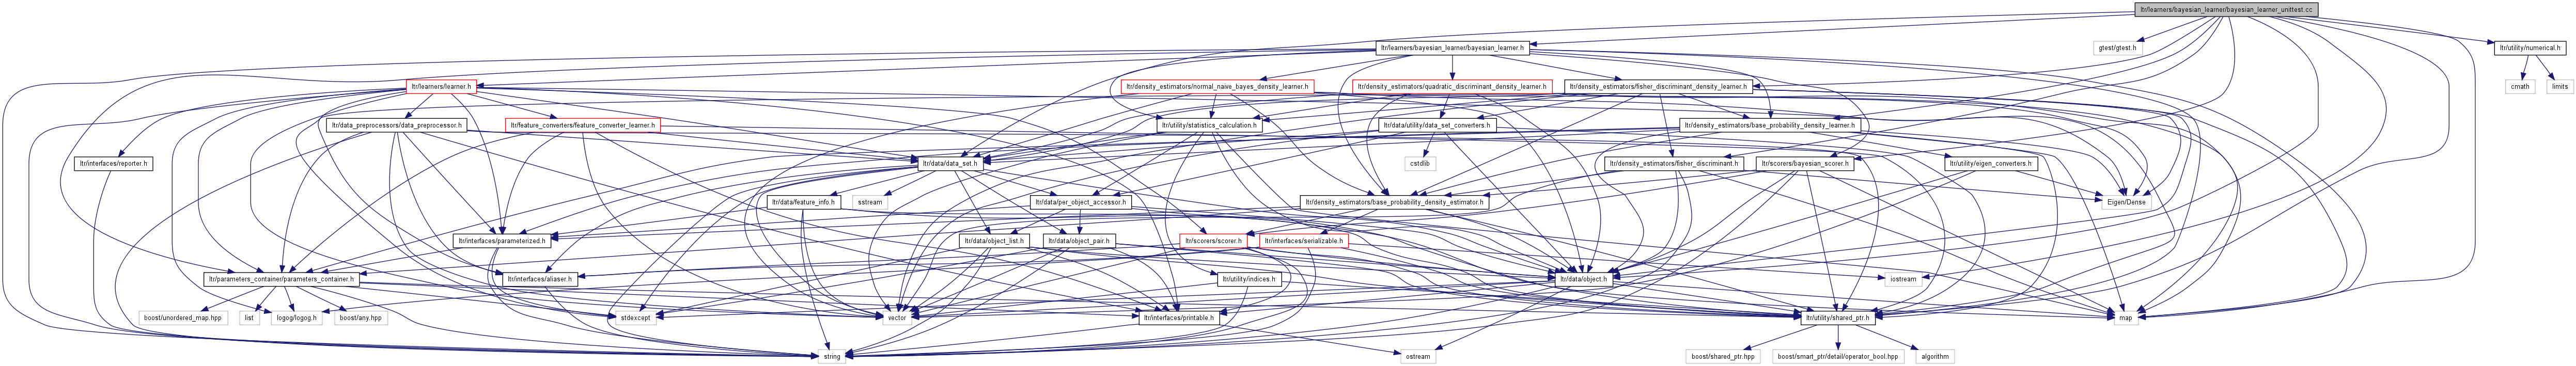 ltr/learners/bayesian_learner/bayesian_learner_unittest.cc
ltr/learners/bayesian_learner/bayesian_learner.h
gtest/gtest.h
ltr/utility/numerical.h
ltr/learners/learner.h
ltr/density_estimators/normal_naive_bayes_density_learner.h
ltr/density_estimators/quadratic_discriminant_density_learner.h
ltr/density_estimators/fisher_discriminant_density_learner.h
cmath
limits
ltr/data_preprocessors/data_preprocessor.h
ltr/feature_converters/feature_converter_learner.h
ltr/utility/statistics_calculation.h
ltr/data/utility/data_set_converters.h
ltr/density_estimators/base_probability_density_learner.h
ltr/interfaces/reporter.h
ltr/data/data_set.h
cstdlib
ltr/density_estimators/fisher_discriminant.h
ltr/scorers/bayesian_scorer.h
ltr/utility/eigen_converters.h
ltr/data/feature_info.h
sstream
ltr/data/per_object_accessor.h
ltr/density_estimators/base_probability_density_estimator.h
Eigen/Dense
ltr/interfaces/parameterized.h
ltr/data/object_list.h
ltr/data/object_pair.h
ltr/scorers/scorer.h
ltr/interfaces/serializable.h
ltr/parameters_container/parameters_container.h
ltr/interfaces/aliaser.h
ltr/utility/indices.h
ltr/data/object.h
iostream
boost/unordered_map.hpp
list
logog/logog.h
boost/any.hpp
stdexcept
vector
ltr/interfaces/printable.h
ltr/utility/shared_ptr.h
map
string
ostream
boost/shared_ptr.hpp
boost/smart_ptr/detail/operator_bool.hpp
algorithm